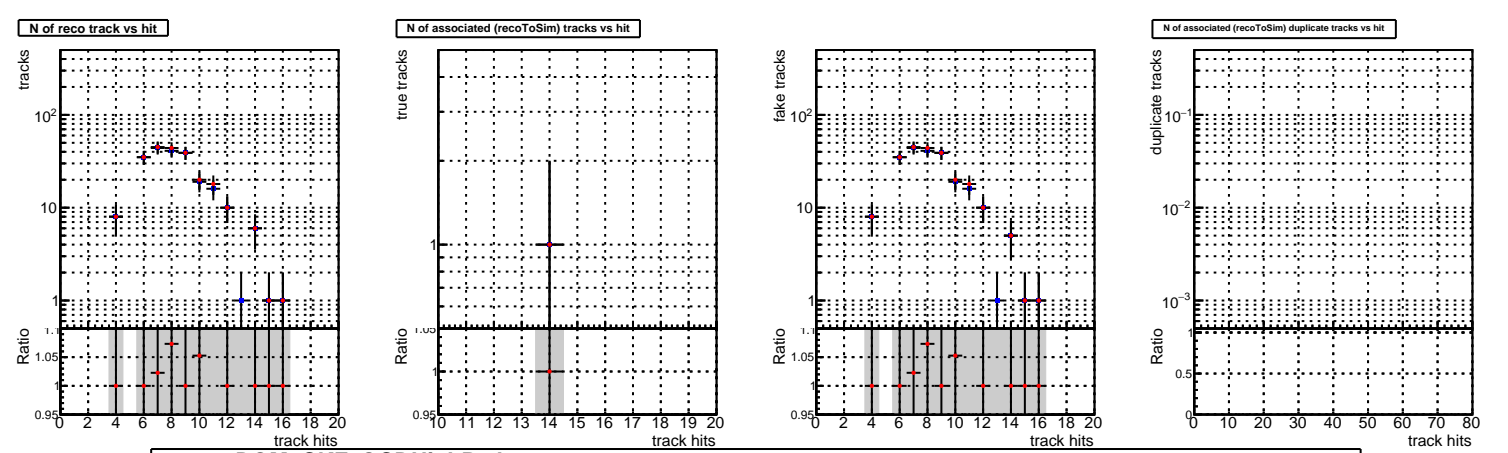 N of reco track vs hit
tracks
10²
10
1
Ratio
1.1
1.05
1
0.95
0 2 4 6 8 10 12 14 16 18 20
track hits
N of associated (recoToSim) tracks vs hit
true tracks
1
Ratio
1.05
1
0.95
10 11 12 13 14 15 16 17 18 19 20
track hits
fake tracks
10²
10
1
Ratio
1.1
1.05
1
0.95
0 2 4 6 8 10 12 14 16 18 20
track hits
N of associated (recoToSim) duplicate tracks vs hit
duplicate tracks
10⁻¹
10⁻²
10⁻³
Ratio
1
0.5
0
0 10 20 30 40 50 60 70 80
track hits